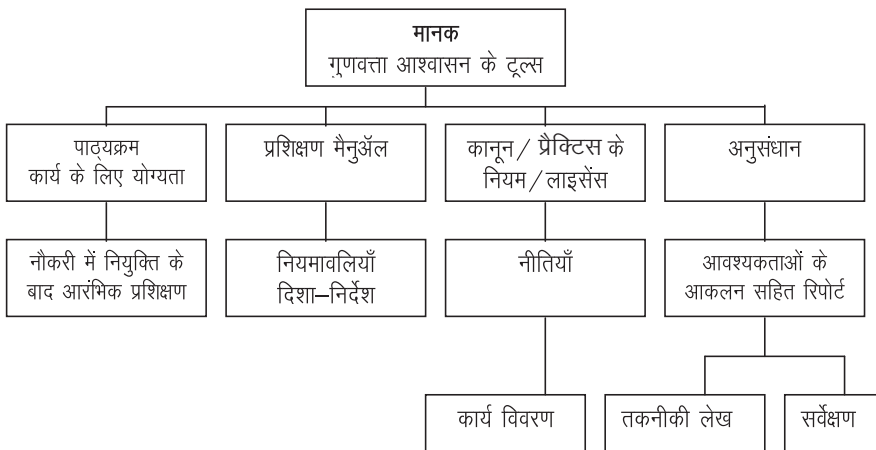 मानक
गुणवत्ता आश्वासन के टूल्स
पाठ्यक्रम
कार्य के लिए योग्यता
प्रशिक्षण मैनुअॅल
कानून / प्रैक्टिस के
नियम / लाइसेंस
अनुसंधान
नौकरी में नियुक्ति के
बाद आरंभिक प्रशिक्षण
नियमावलियाँ
दिशा–निर्देश
नीतियाँ
आवश्यकताओं के
आकलन सहित रिपोर्ट
कार्य विवरण
तकनीकी लेख
सर्वेक्षण